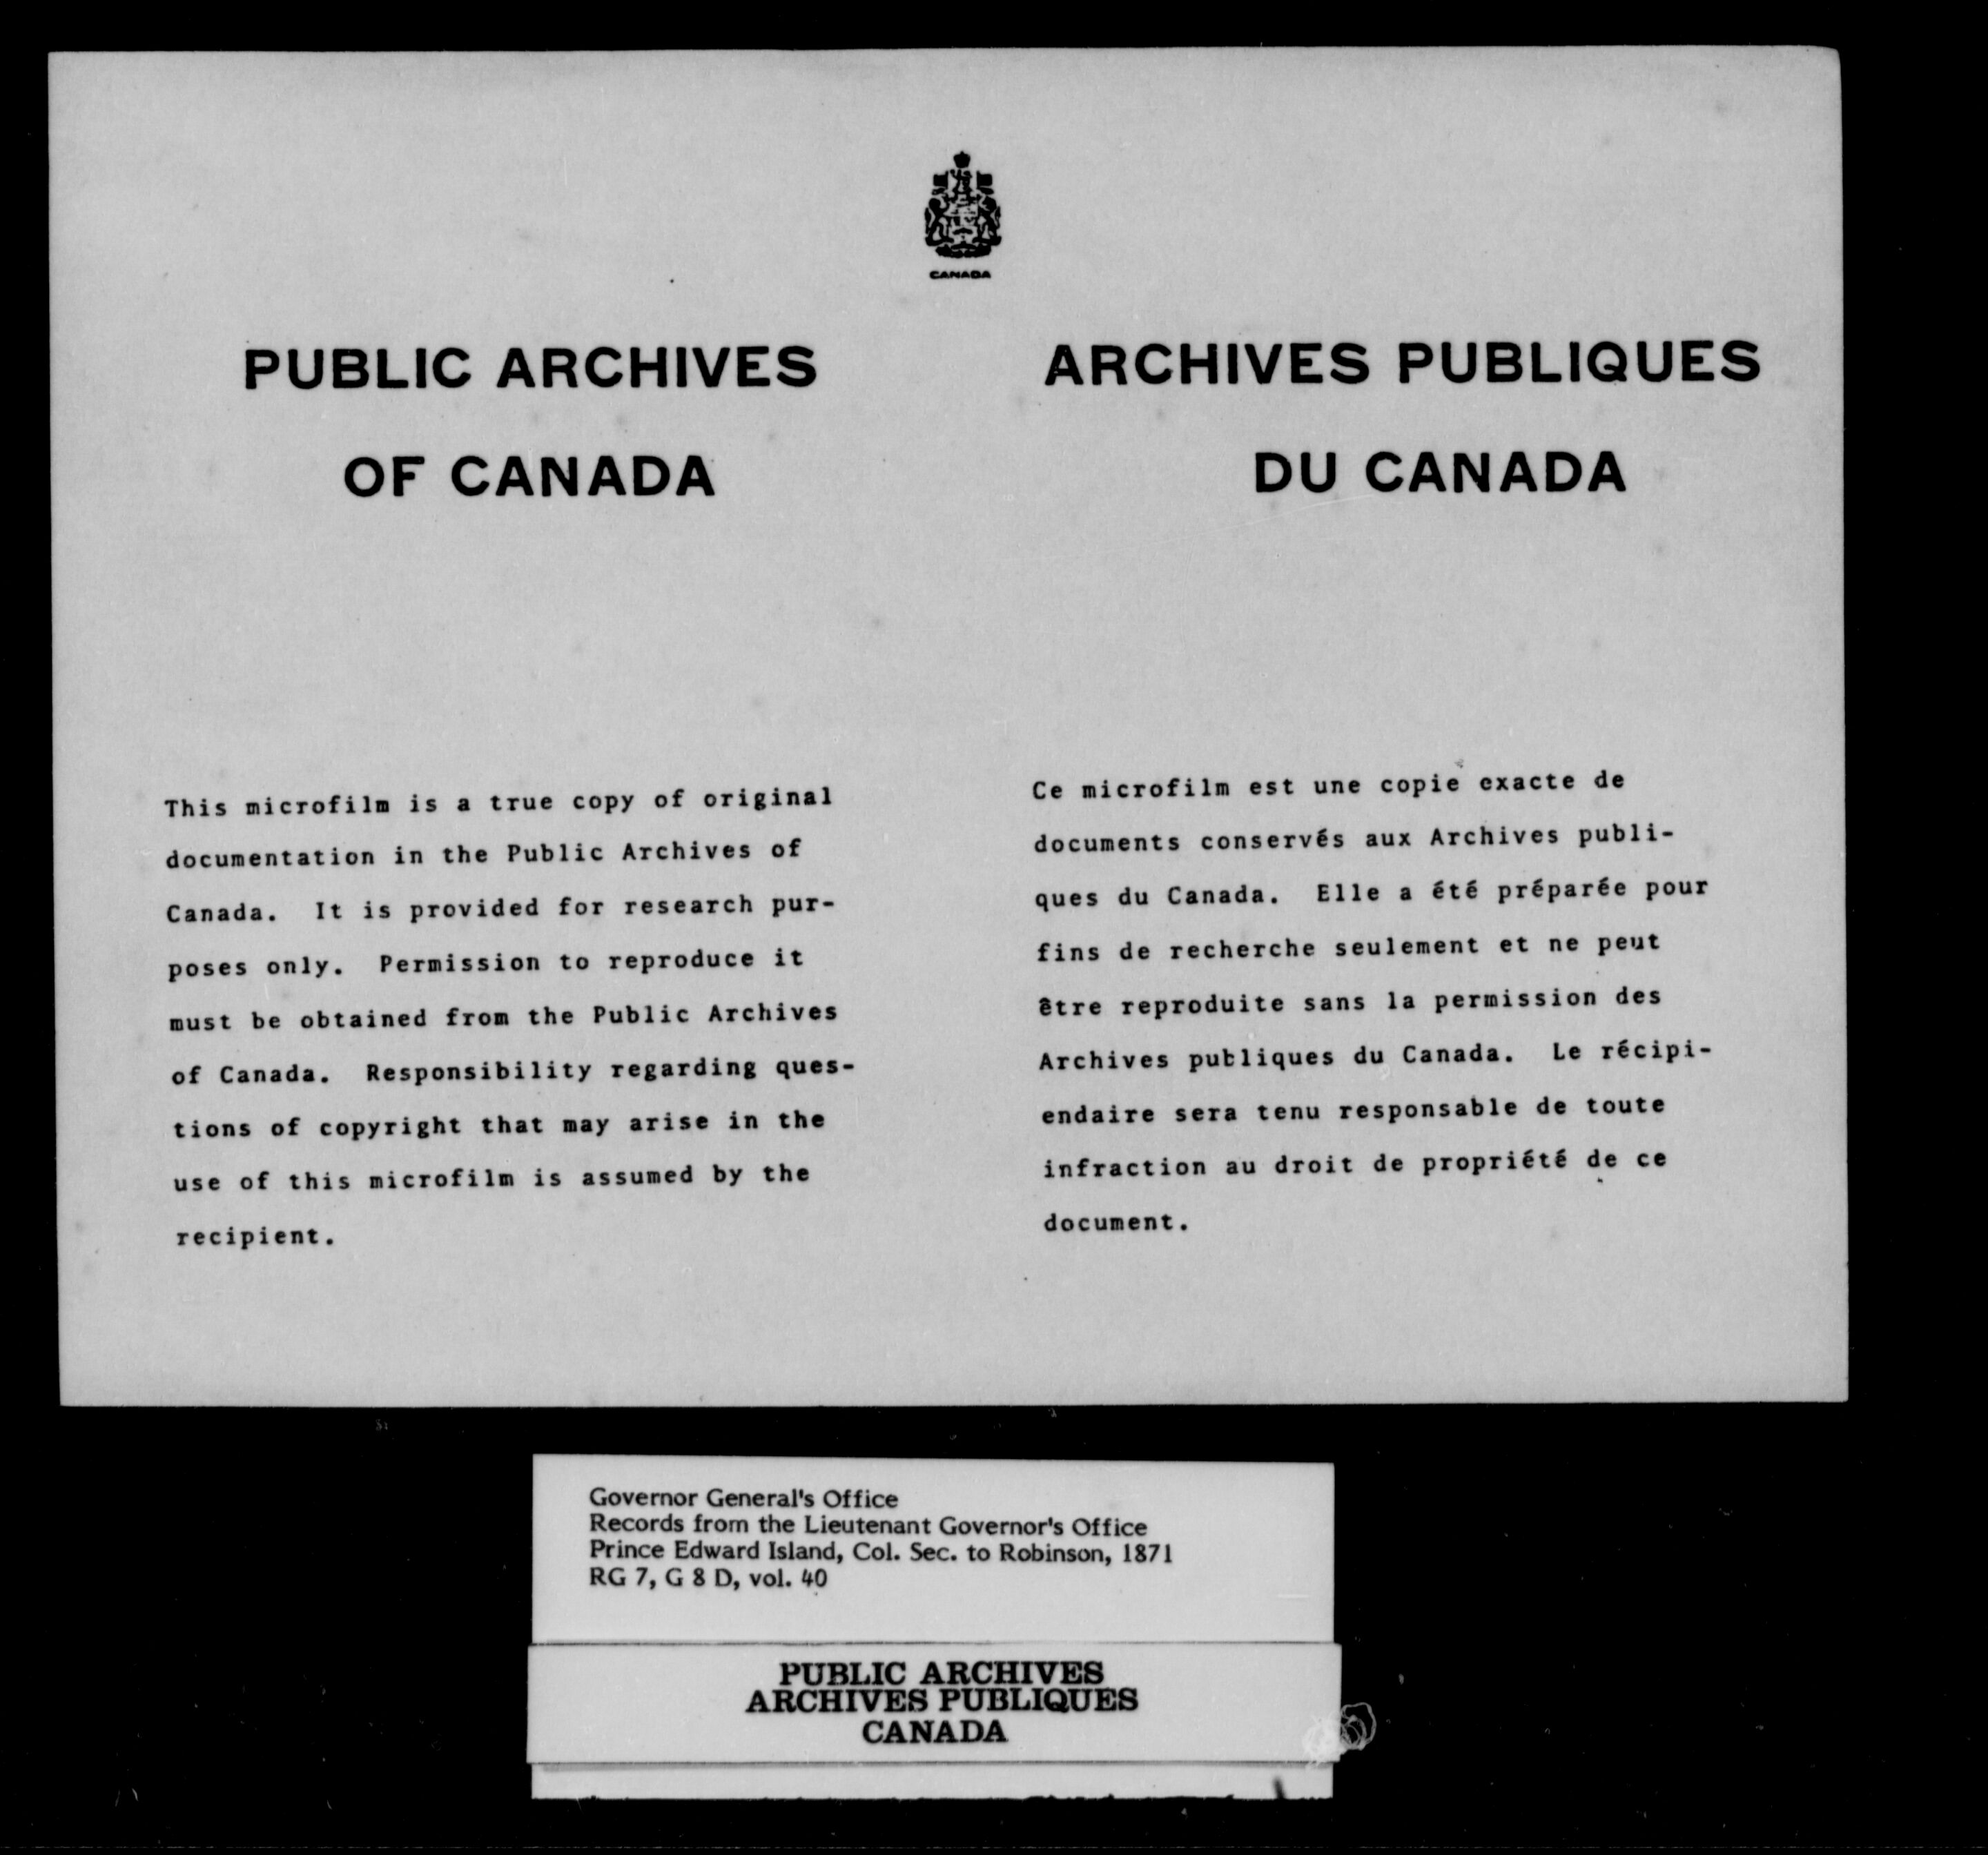 CANADA
PUBLIC ARCHIVES
OF CANADA
This microfilm is a true copy of original
documentation in the Public Archives of
Canada. It is provided for research pur-
poses only. Permission to reproduce it
must be obtained from the Public Archives
of Canada. Responsibility regarding ques-
tions of copyright that may arise in the
use of this microfilm is assumed by the
recipient.
ARCHIVES PUBLIQUES
DU CANADA
Ce microfilm est une copie exacte de
documents conservés aux Archives publi-
ques du Canada. Elle a été préparée pour
fins de recherche seulement et ne peut
être reproduite sans la permission des
Archives publiques du Canada. Le récipi-
endaire sera tenu responsable de toute
infraction au droit de propriété de ce
document.
Governor General's Office
Records from the Lieutenant Governor's Office
Prince Edward Island, Col. Sec. to Robinson, 1871
RG 7, G 8 D, vol. 40
PUBLIC ARCHIVES
ARCHIVES PUBLIQUES
CANADA